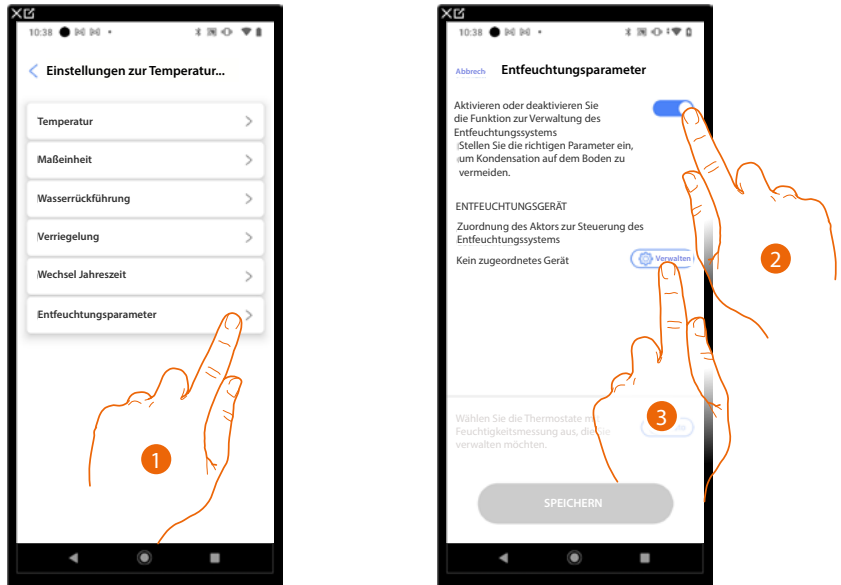 10:38
Einstellungen zur Temperatur...
Temperatur
Maßeinheit
Wasserrückführung
Verriegelung
Wechsel Jahreszeit
Entfeuchtungsparameter
1
10:38
Abbrech
Entfeuchtungsparameter
Aktivieren oder deaktivieren Sie
die Funktion zur Verwaltung des
Entfeuchtungssystems
Stellen Sie die richtigen Parameter ein,
um Kondensation auf dem Boden zu
vermeiden.
ENTFEUCHTUNGSGERÄT
Zuordnung des Aktors zur Steuerung des
Entfeuchtungssystems
Kein zugeordnetes Gerät
Verwalten
2
Wählen Sie die Thermostate
Feuchtigkeitsmessung aus, die
verwalten möchten.
3
SPEICHERN